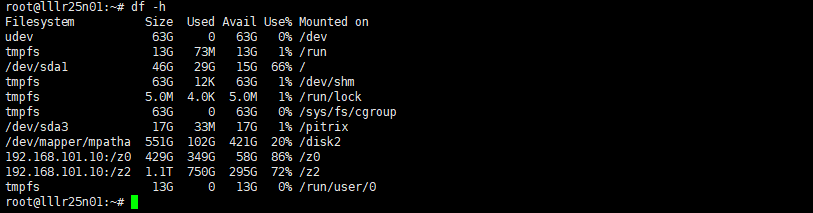 root@lllr25n01:~# df -h
Filesystem            Size  Used Avail Use% Mounted on
udev                   63G     0   63G   0% /dev
tmpfs                  13G   73M   13G   1% /run
/dev/sda1              46G   29G   15G  66% /
tmpfs                  63G   12K   63G   1% /dev/shm
tmpfs                 5.0M  4.0K  5.0M   1% /run/lock
tmpfs                  63G     0   63G   0% /sys/fs/cgroup
/dev/sda3              17G   33M   17G   1% /pitrix
/dev/mapper/mpatha    551G  102G  421G  20% /disk2
192.168.101.10:/z0    429G  349G   58G  86% /z0
192.168.101.10:/z2    1.1T  750G  295G  72% /z2
tmpfs                  13G     0   13G   0% /run/user/0
root@lllr25n01:~#